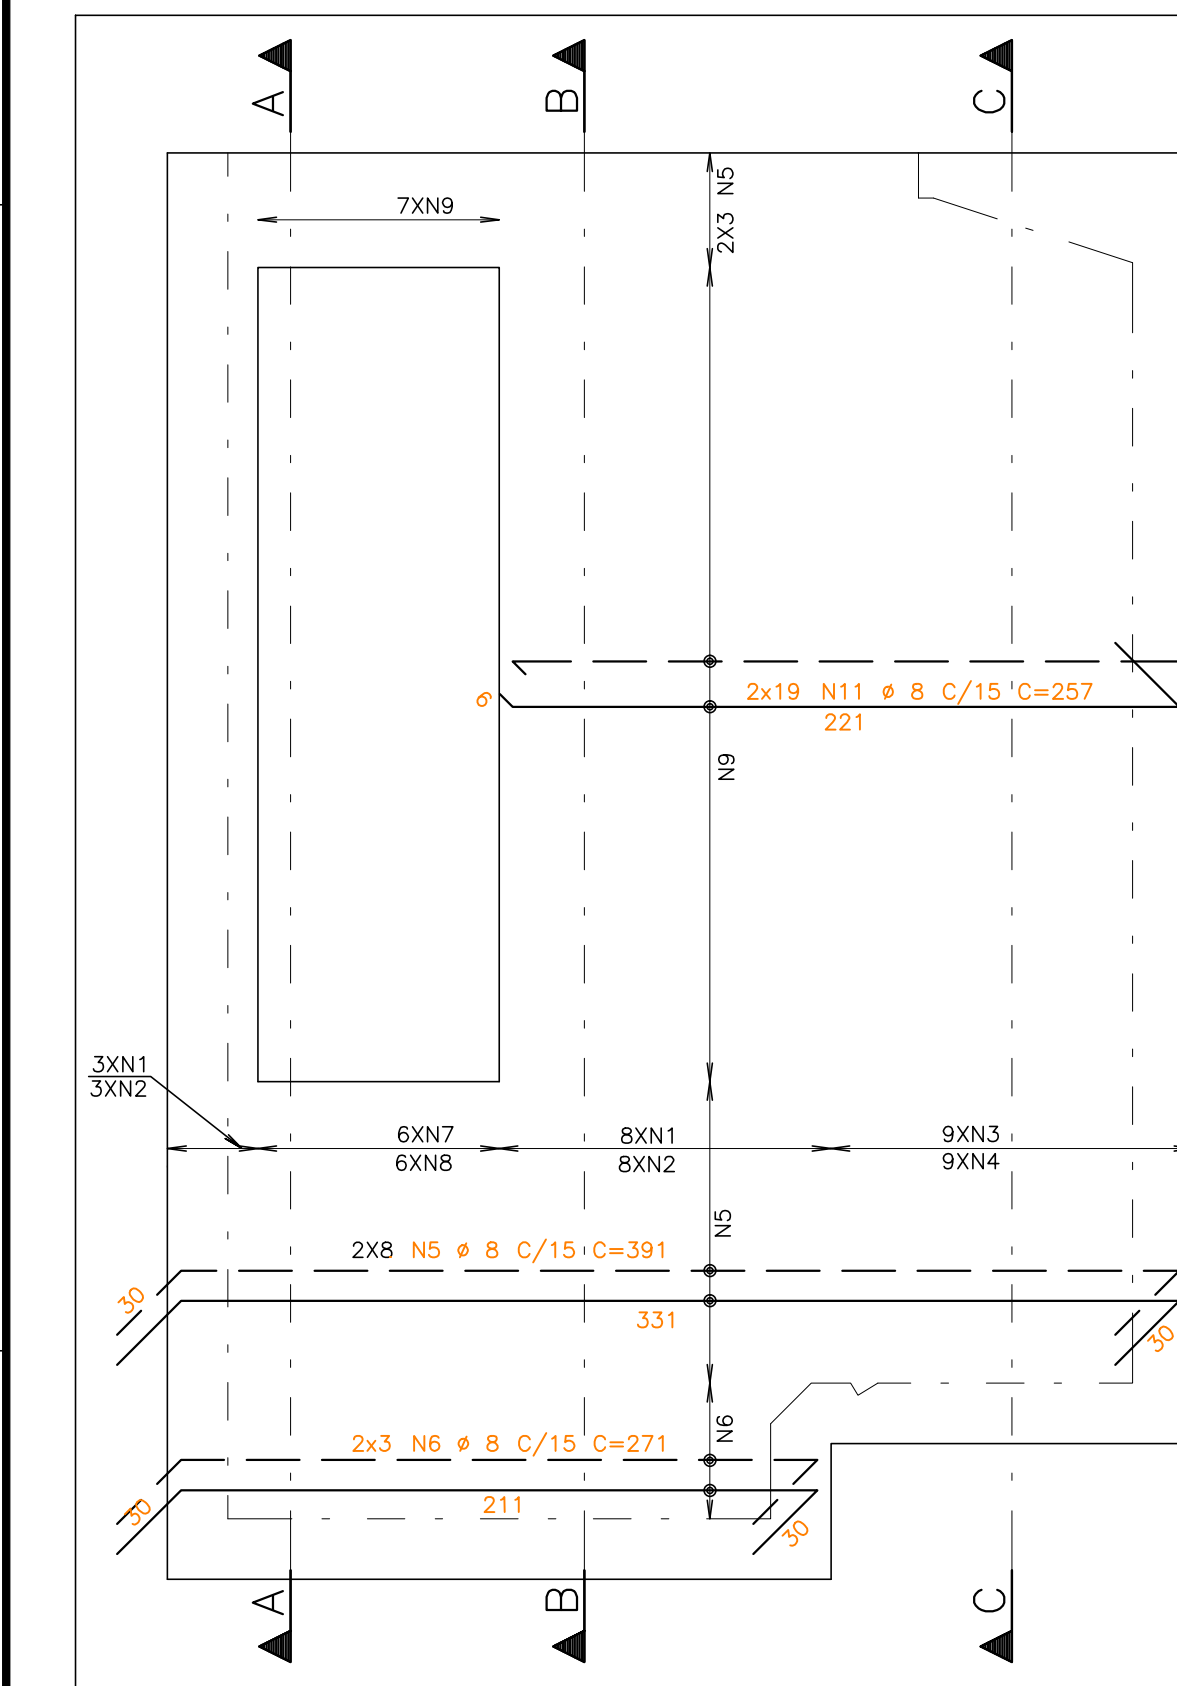 A
B
C
7XN9
2X3 N5
2x19 N11 ø 8 C/15 C=257
6
221
N9
3XN1
3XN2
6XN7
6XN8
8XN1
8XN2
9XN3
9XN4
N5
2X8 N5 ø 8 C/15 C=391
30
331
30
N6
2x3 N6 ø 8 C/15 C=271
30
211
30
A
B
C